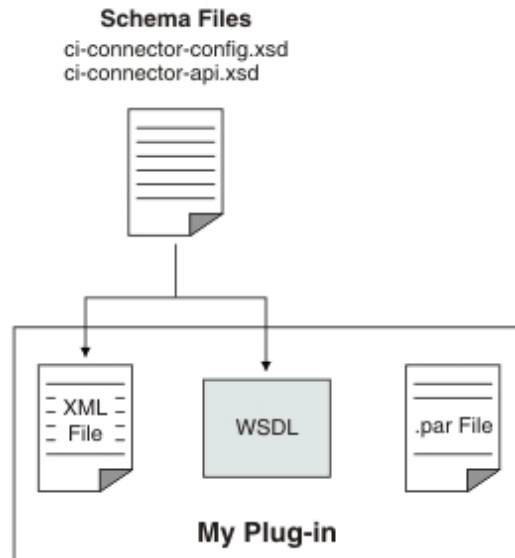 Schema Files
ci-connector-config.xsd
ci-connector-api.xsd
XML
File
WSDL
.par File
My Plug-in